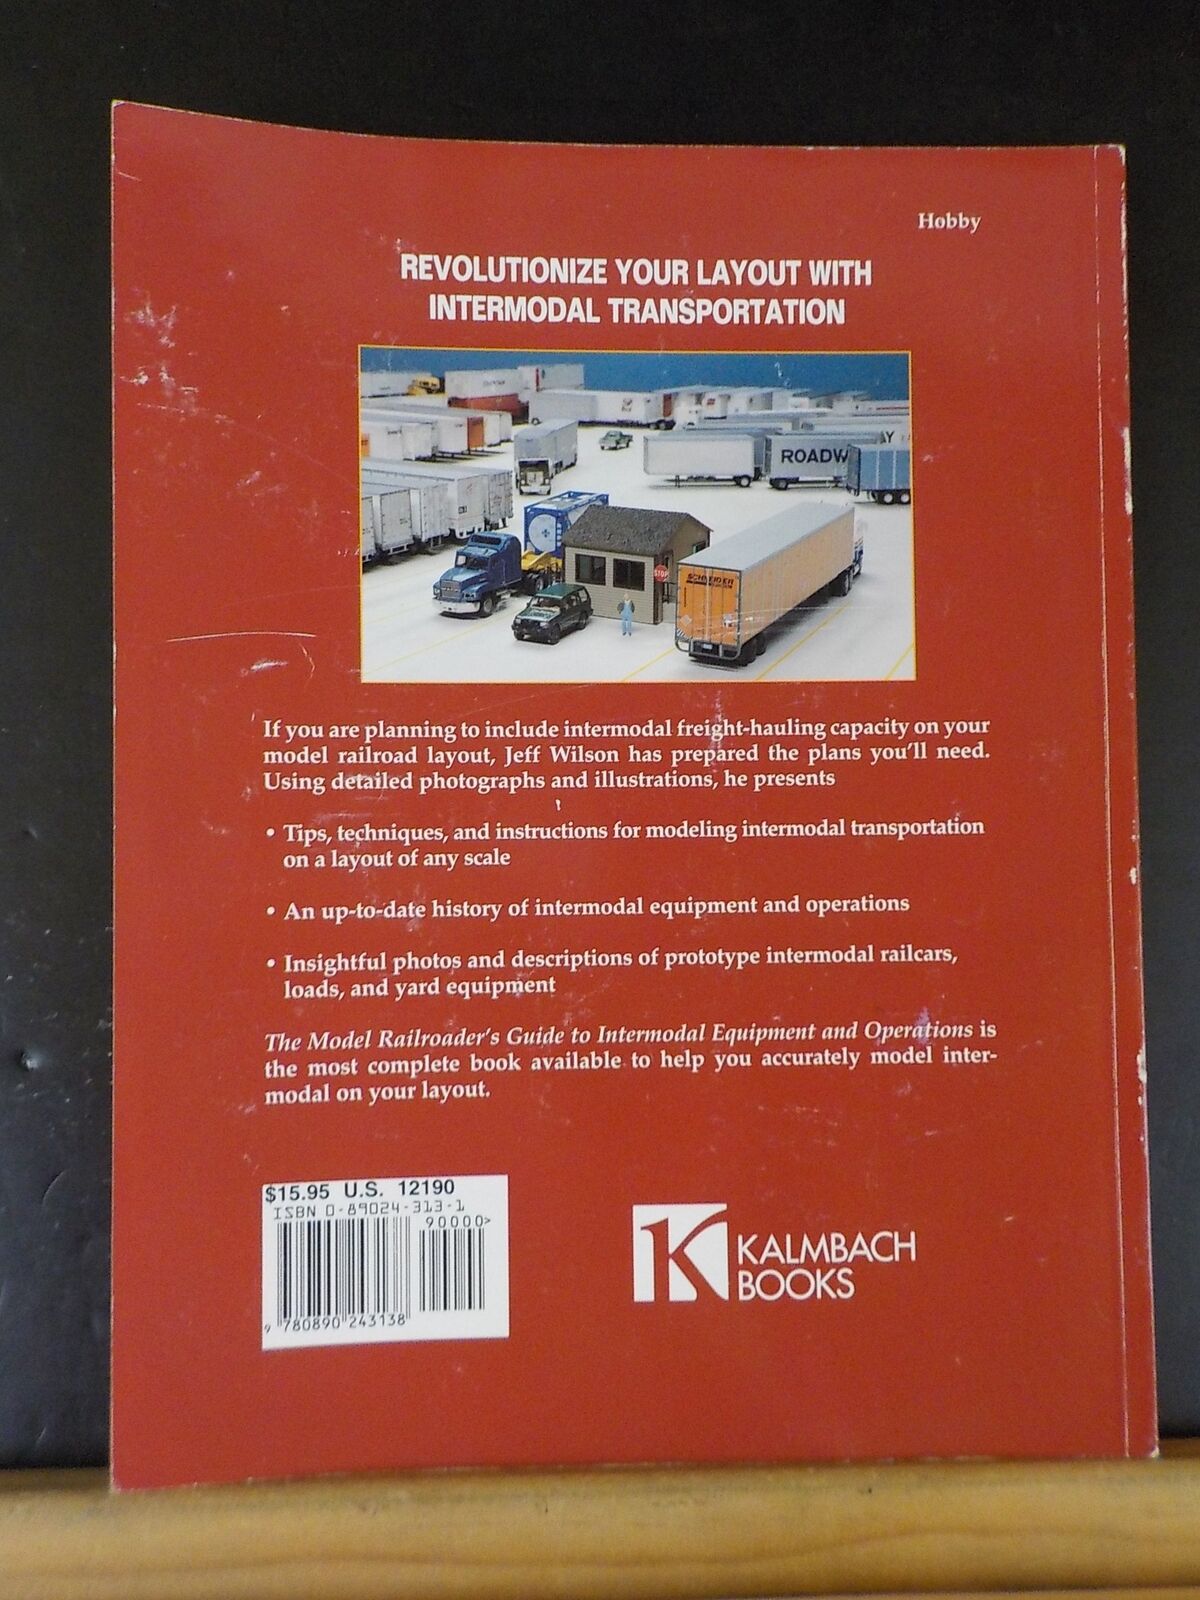 Hobby
REVOLUTIONIZE YOUR LAYOUT WITH
INTERMODAL TRANSPORTATION
ROADW
AY
STOP
SCHNEIDER
If you are planning to include intermodal freight-hauling capacity on your
model railroad layout, Jeff Wilson has prepared the plans you'll need.
Using detailed photographs and illustrations, he presents
• Tips, techniques, and instructions for modeling intermodal transportation
on a layout of any scale
• An up-to-date history of intermodal equipment and operations
• Insightful photos and descriptions of prototype intermodal railcars,
loads, and yard equipment
The Model Railroader's Guide to Intermodal Equipment and Operations is
the most complete book available to help you accurately model inter-
modal on your layout.
$15.95 U.S. 12190
ISBN 0-89024-313-1
90000>
9 780890 243138
K KALMBACH
BOOKS